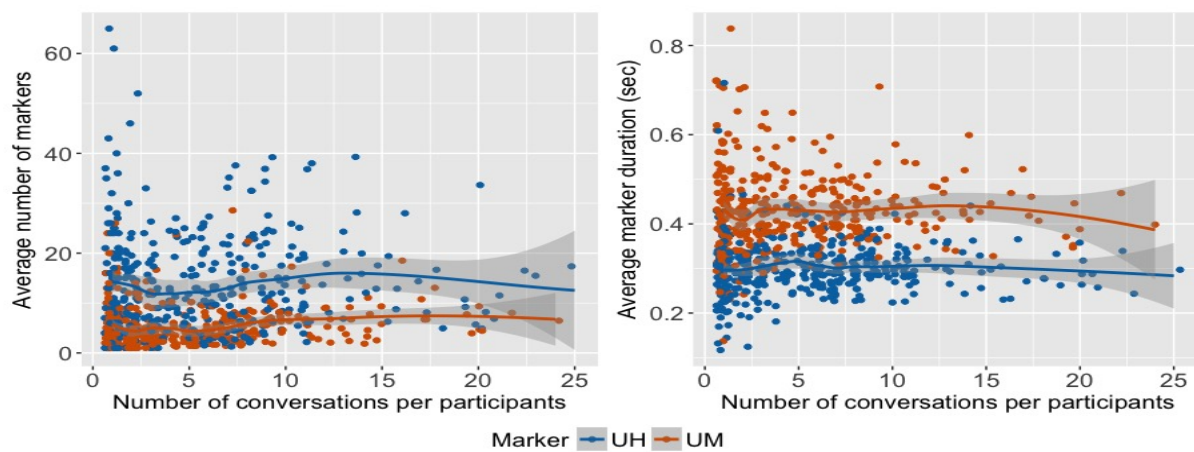 Average number of markers
60
40
20
0
0 5 10 15 20 25
Number of conversations per participants
Average marker duration (sec)
0.8
0.6
0.4
0.2
0 5 10 15 20 25
Number of conversations per participants
Marker UH UM